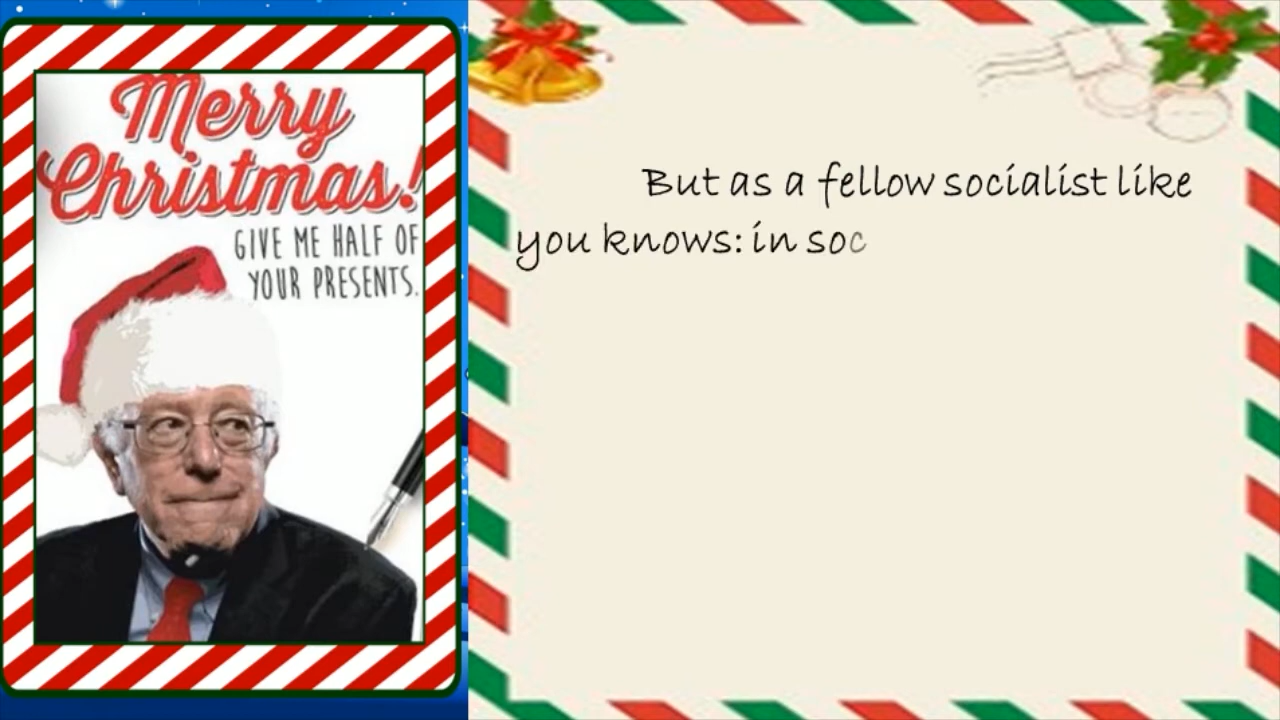 Merry
Christmas!
GIVE ME HALF OF
YOUR PRESENTS.
But as a fellow socialist like
you knows: in soc